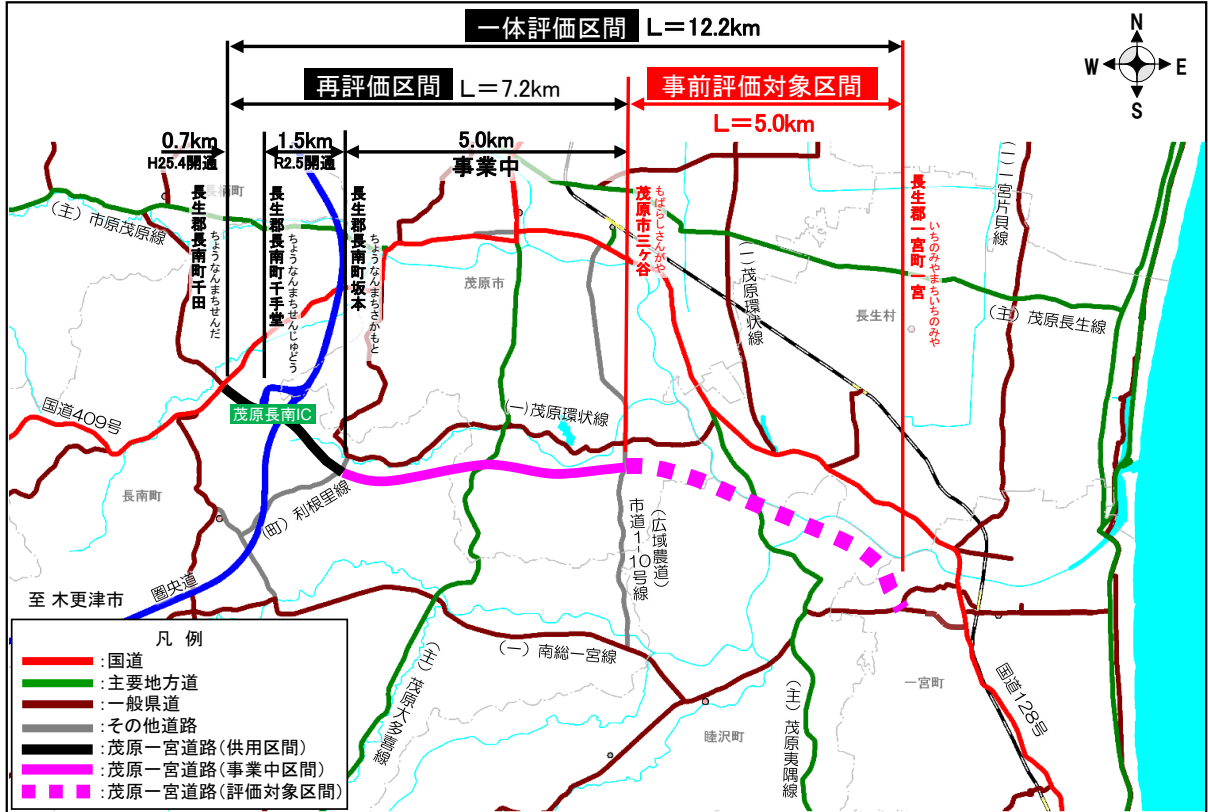 一体評価区間 L=12.2km
再評価区間 L=7.2km
事前評価対象区間
L=5.0km
N
W E
S
0.7km
H25.4開通
1.5km
R2.5開通
5.0km
事業中
長柄町
(主)市原茂原線
長生郡長南町千田
ちょうなんまちせんだ
長生郡長南町千手堂
ちょうなんまちせんじゅどう
長生郡長南町坂本
ちょうなんまちさかもと
茂原市
茂原市三ヶ谷
もばらしさんがや
(一)茂原環状線
長生郡一宮町一宮
いちのみやまちいちのみや
(一)一宮片貝線
長生村
(主)茂原長生線
国道409号
茂原長南IC
(一)茂原環状線
長南町
(町)利根里線
市道1-10号線
(広域農道)
圏央道
至 木更津市
(一)南総一宮線
(主)茂原大多喜線
(主)茂原夷隅線
睦沢町
一宮町
国道128号
凡 例
:国道
:主要地方道
:一般県道
:その他道路
:茂原一宮道路(供用区間)
:茂原一宮道路(事業中区間)
:茂原一宮道路(評価対象区間)